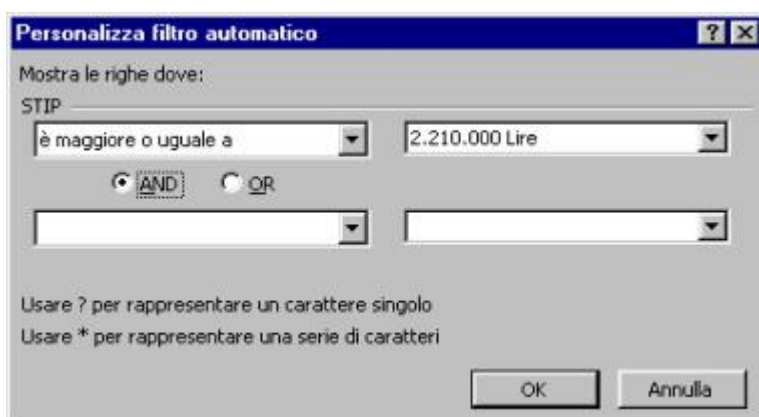 Personalizza filtro automatico
Mostra le righe dove:
STIP
è maggiore o uguale a 2.210.000 Lire
AND OR
Usare ? per rappresentare un carattere singolo
Usare * per rappresentare una serie di caratteri
OK Annulla